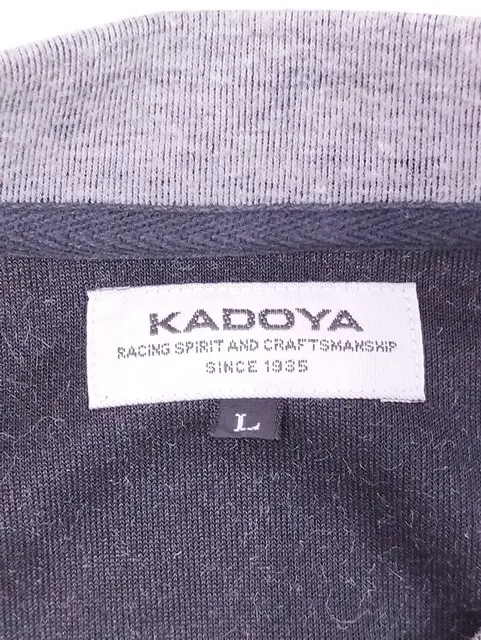 KADOYA
RACING SPIRIT AND CRAFTSMANSHIP
SINCE 1935
L